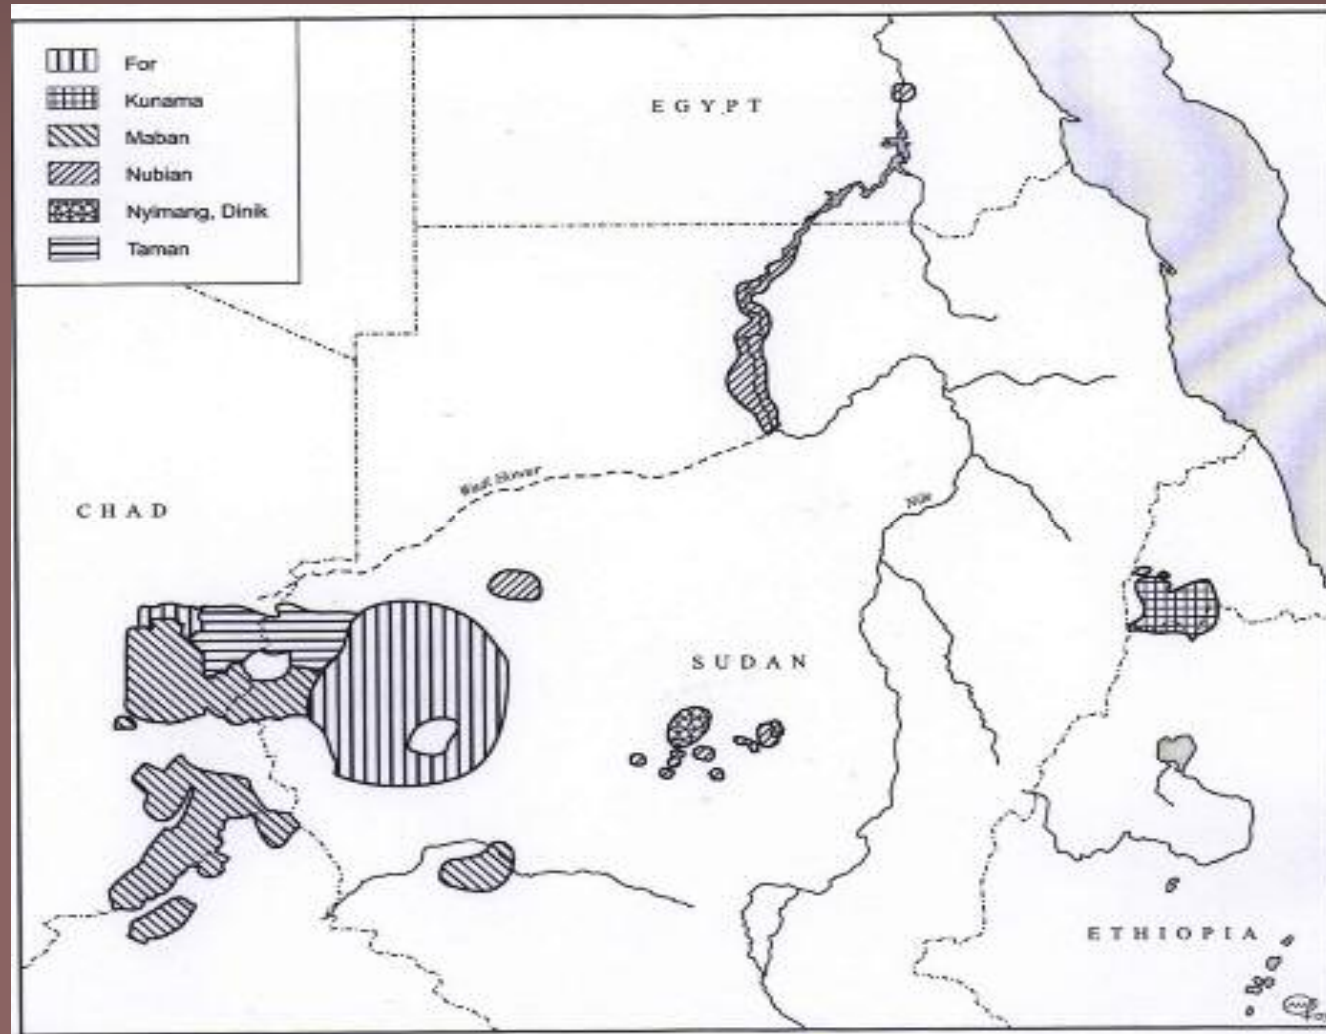 For
Kunama
Maban
Nubian
Nyimang, Dinik
Taman
EGYPT
CHAD
Wadi Howar
Nile
SUDAN
ETHIOPIA